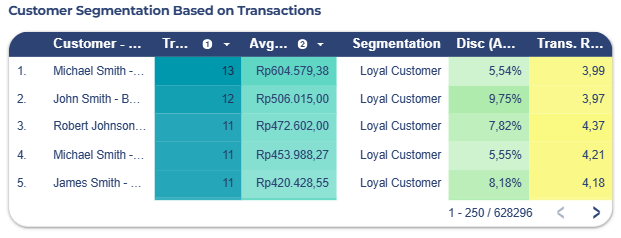 Customer Segmentation Based on Transactions
Customer - ... Tr... 1 Avg... 2 Segmentation Disc (A... Trans. R...
1. Michael Smith -... 13 Rp604.579,38 Loyal Customer 5,54% 3,99
2. John Smith - B... 12 Rp506.015,00 Loyal Customer 9,75% 3,97
3. Robert Johnson... 11 Rp472.602,00 Loyal Customer 7,82% 4,37
4. Michael Smith -... 11 Rp453.988,27 Loyal Customer 5,55% 4,21
5. James Smith - ... 11 Rp420.428,55 Loyal Customer 8,18% 4,18
1 - 250 / 628296